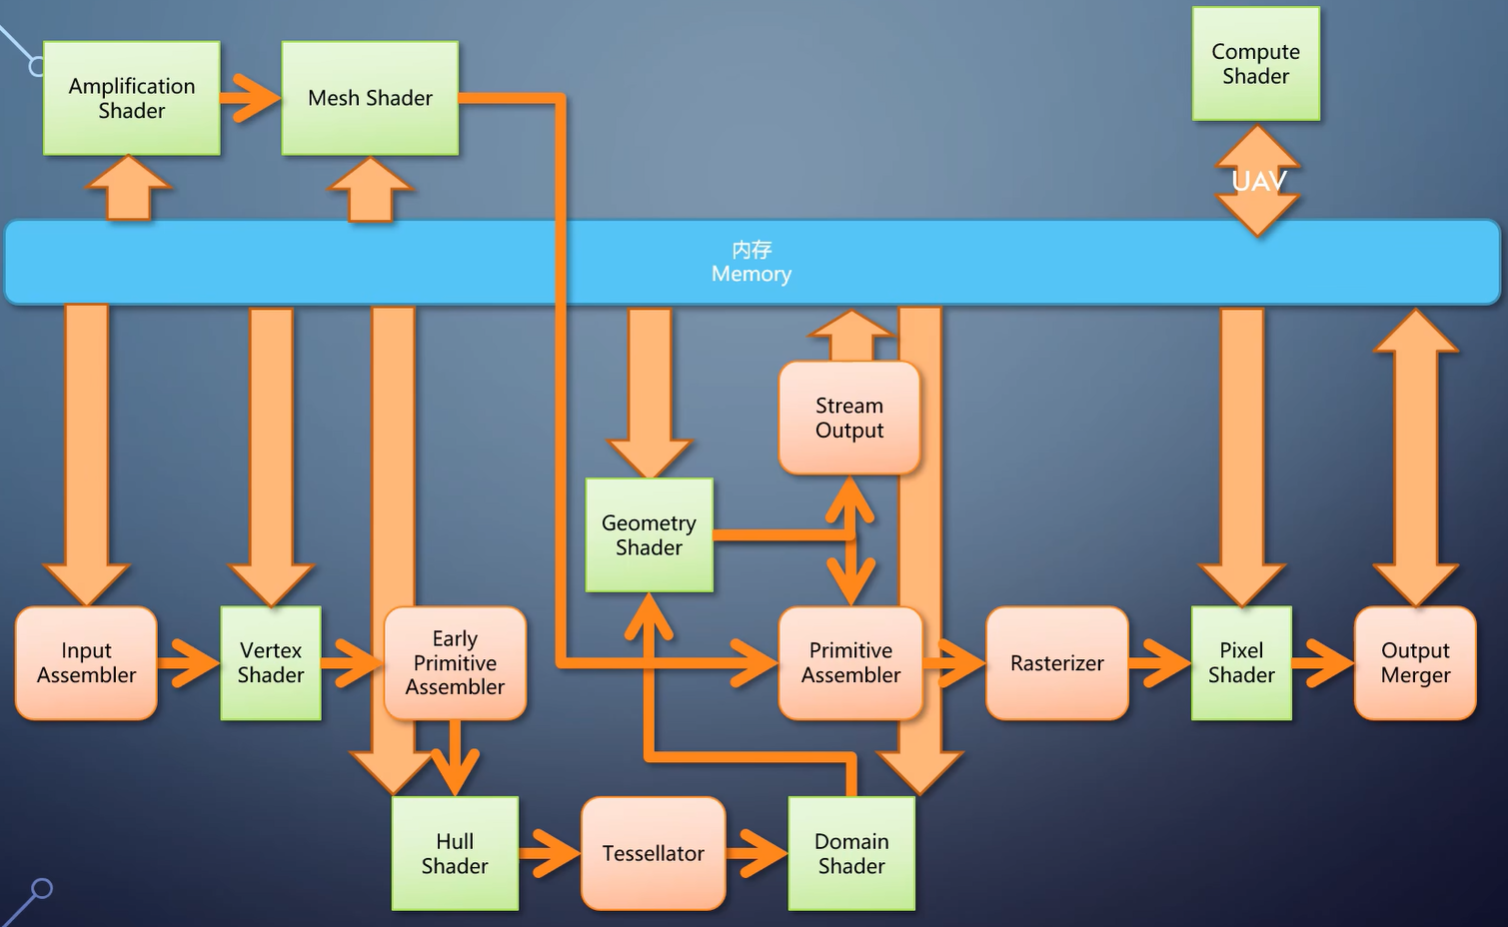 Amplification
Shader
Mesh Shader
Compute
Shader
UAV
内存
Memory
Stream
Output
Geometry
Shader
Input
Assembler
Vertex
Shader
Early
Primitive
Assembler
Primitive
Assembler
Rasterizer
Pixel
Shader
Output
Merger
Hull
Shader
Tessellator
Domain
Shader